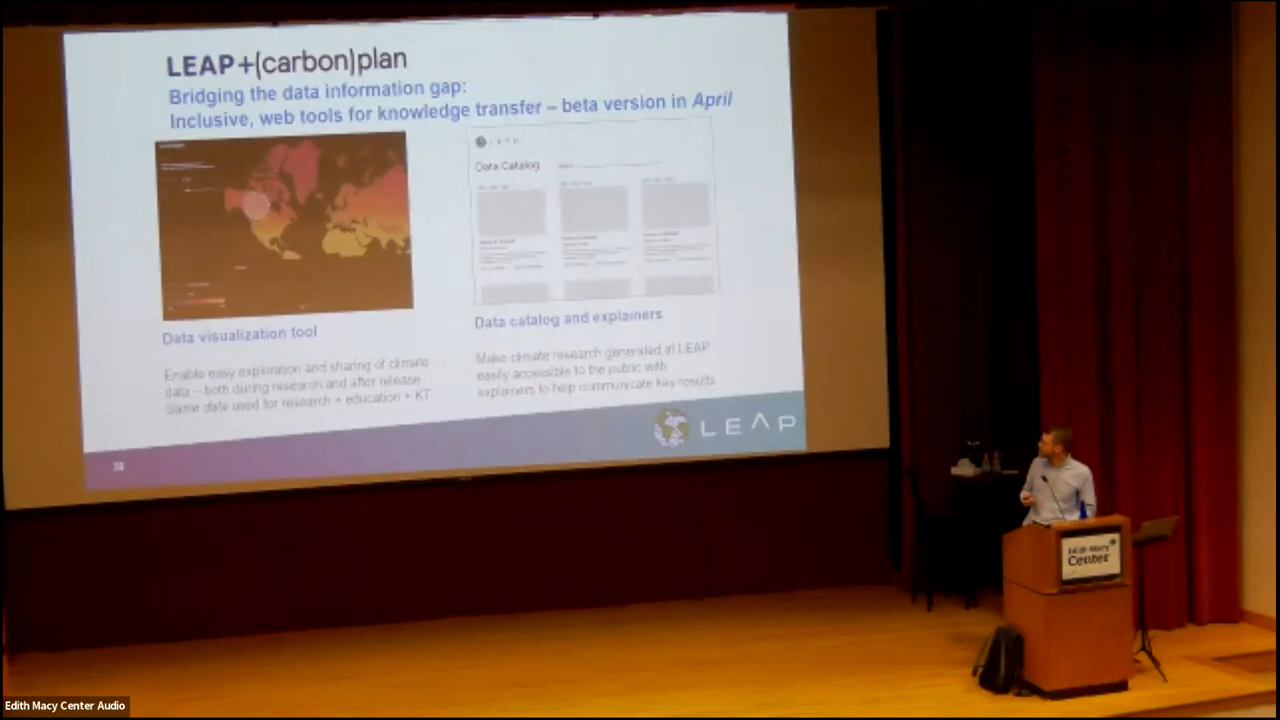 LEAP+(carbon)plan
Bridging the data information gap:
Inclusive, web tools for knowledge transfer – beta version in April
LEAP
Data Catalog
Data visualization tool
Enable easy exploration and sharing of climate
data – both during research and after release
Same data used for research + education + KT
Data catalog and explainers
Make climate research generated at LEAP
easily accessible to the public with
explainers to help communicate key results
LEAP
Edith Macy
Center
Edith Macy Center Audio